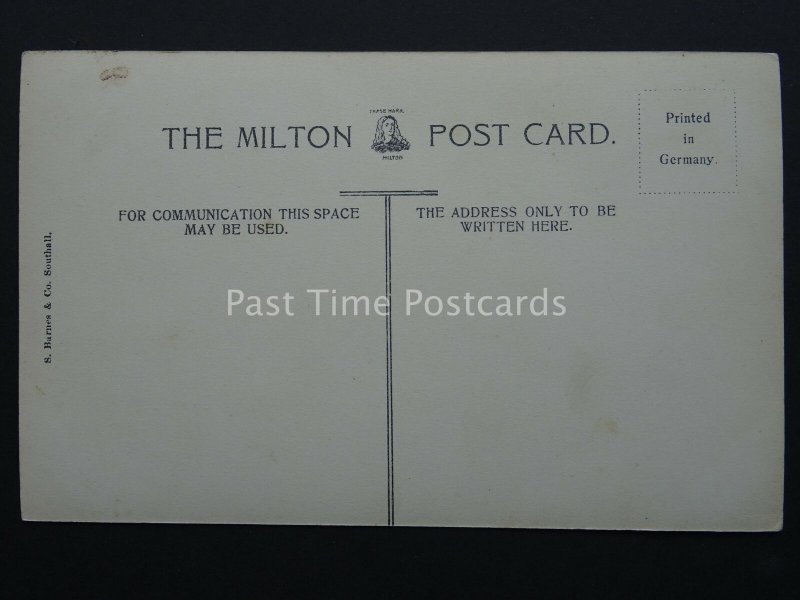 THE MILTON
TRADE MARK
MILTON
POST CARD.
Printed
in
Germany.
FOR COMMUNICATION THIS SPACE
MAY BE USED.
THE ADDRESS ONLY TO BE
WRITTEN HERE.
S. Barnes & Co. Southall.
Past Time Postcards